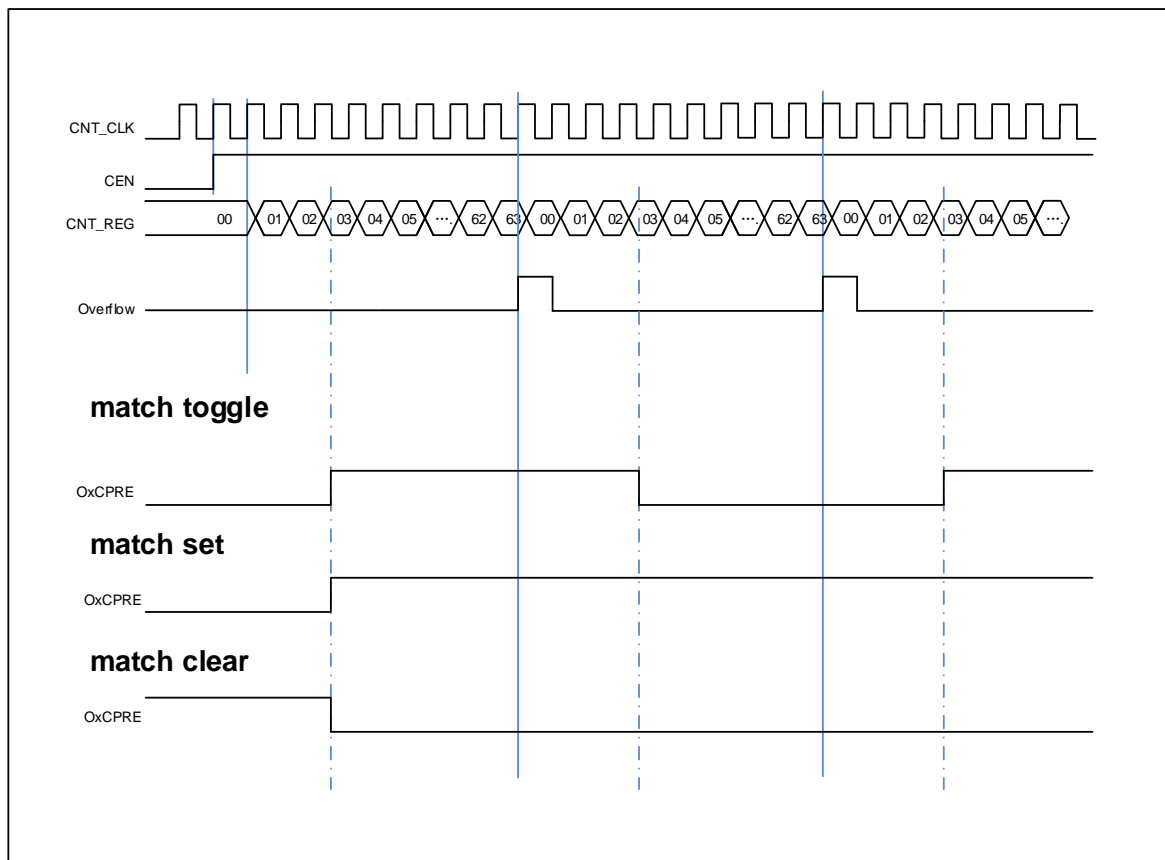 CNT_CLK
CEN
CNT_REG 00 01 02 03 04 05 ···. 62 63 00 01 02 03 04 05 ···. 62 63 00 01 02 03 04 05 ···.
Overflow
match toggle
OxCPRE
match set
OxCPRE
match clear
OxCPRE